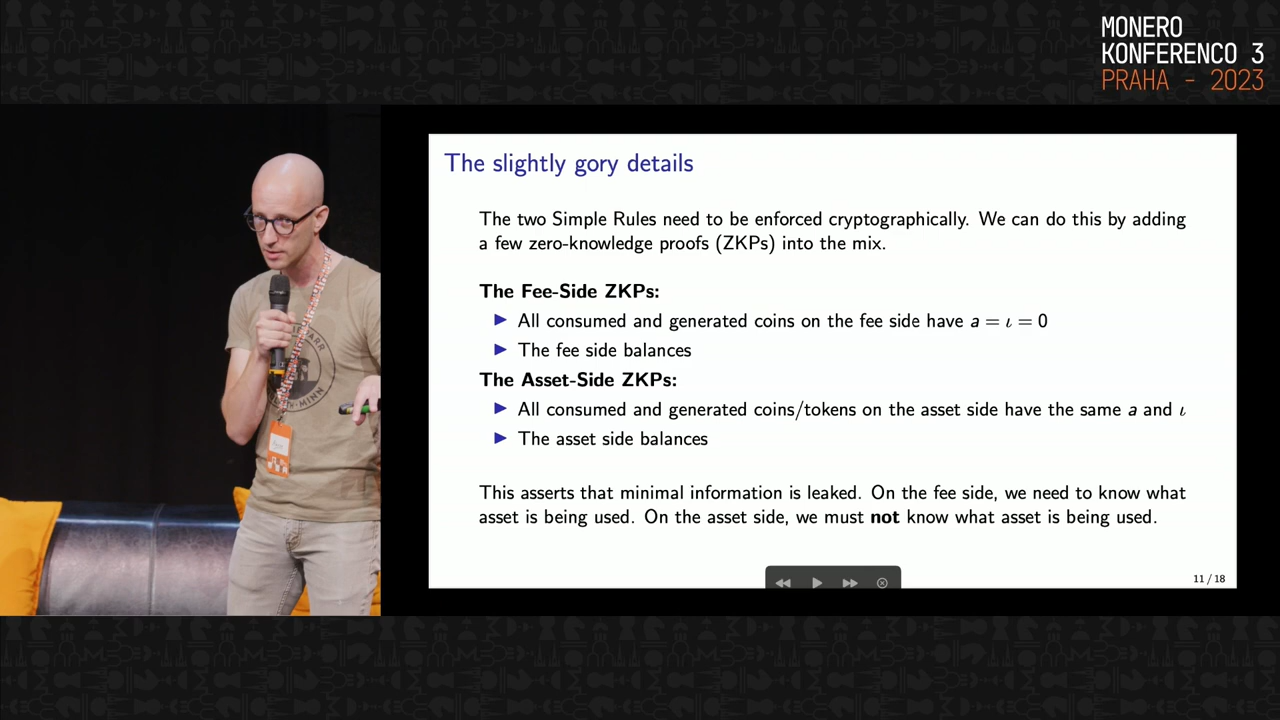 MONERO
KONFERENCO 3
PRAHA - 2023
The slightly gory details
The two Simple Rules need to be enforced cryptographically. We can do this by adding
a few zero-knowledge proofs (ZKPs) into the mix.
The Fee-Side ZKPs:
▶ All consumed and generated coins on the fee side have a = ι = 0
▶ The fee side balances
The Asset-Side ZKPs:
▶ All consumed and generated coins/tokens on the asset side have the same a and ι
▶ The asset side balances
This asserts that minimal information is leaked. On the fee side, we need to know what
asset is being used. On the asset side, we must not know what asset is being used.
11 / 18